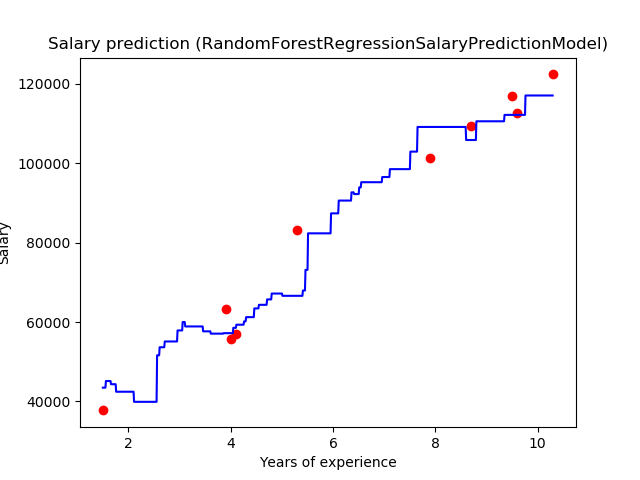 Salary prediction (RandomForestRegressionSalaryPredictionModel)
120000
100000
80000
60000
40000
Salary
2 4 6 8 10
Years of experience